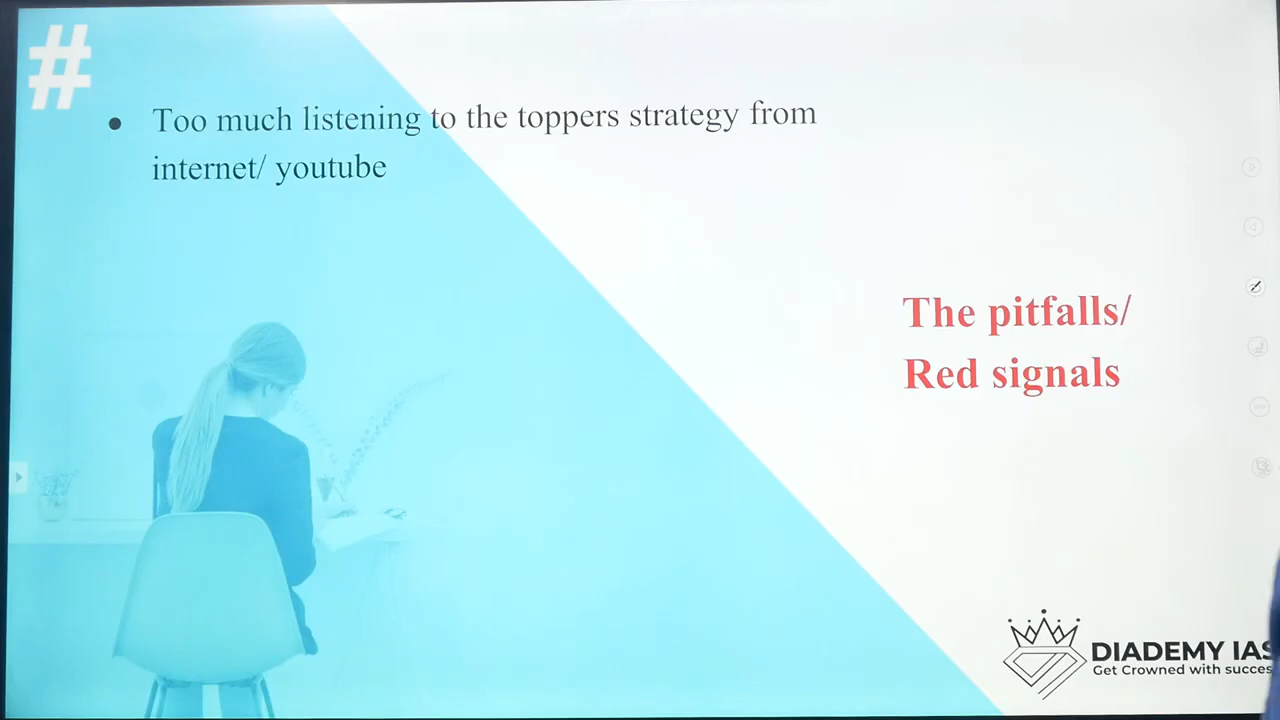 #
● Too much listening to the toppers strategy from
internet/ youtube
The pitfalls/
Red signals
DIADEMY IAS
Get Crowned with succes